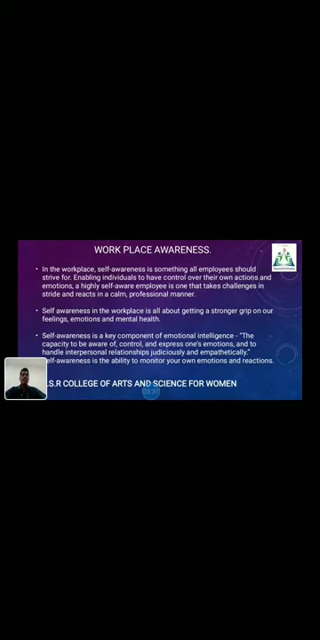 WORK PLACE AWARENESS.
• In the workplace, self-awareness is something all employees should
strive for. Enabling individuals to have control over their own actions and
emotions, a highly self-aware employee is one that takes challenges in
stride and reacts in a calm, professional manner.
• Self awareness in the workplace is all about getting a stronger grip on our
feelings, emotions and mental health.
• Self-awareness is a key component of emotional intelligence - "The
capacity to be aware of, control, and express one's emotions, and to
handle interpersonal relationships judiciously and empathetically."
Self-awareness is the ability to monitor your own emotions and reactions.
.S.R COLLEGE OF ARTS AND SCIENCE FOR WOMEN